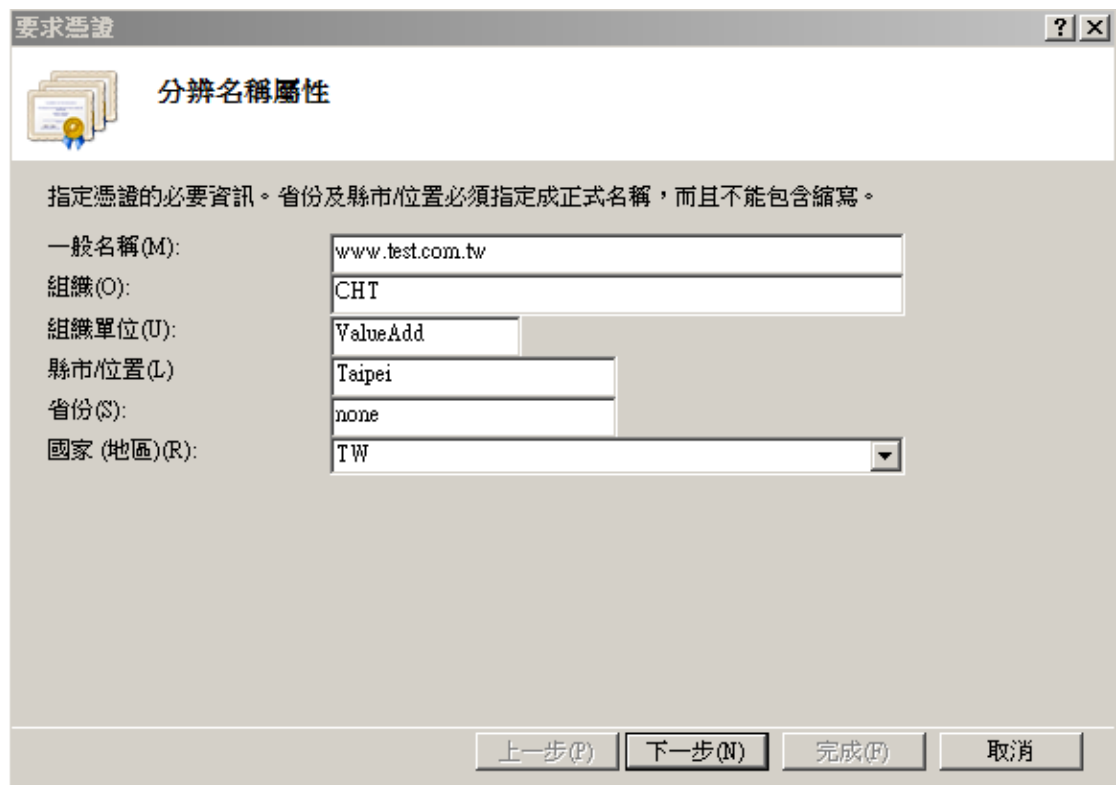 要求憑證
分辨名稱屬性
指定憑證的必要資訊。省份及縣市/位置必須指定成正式名稱，而且不能包含縮寫。
一般名稱(M): www.test.com.tw
組織(O): CHT
組織單位(U): ValueAdd
縣市/位置(L) Taipei
省份(S): none
國家 (地區)(R): TW
上一步(P) 下一步(N) 完成(F) 取消